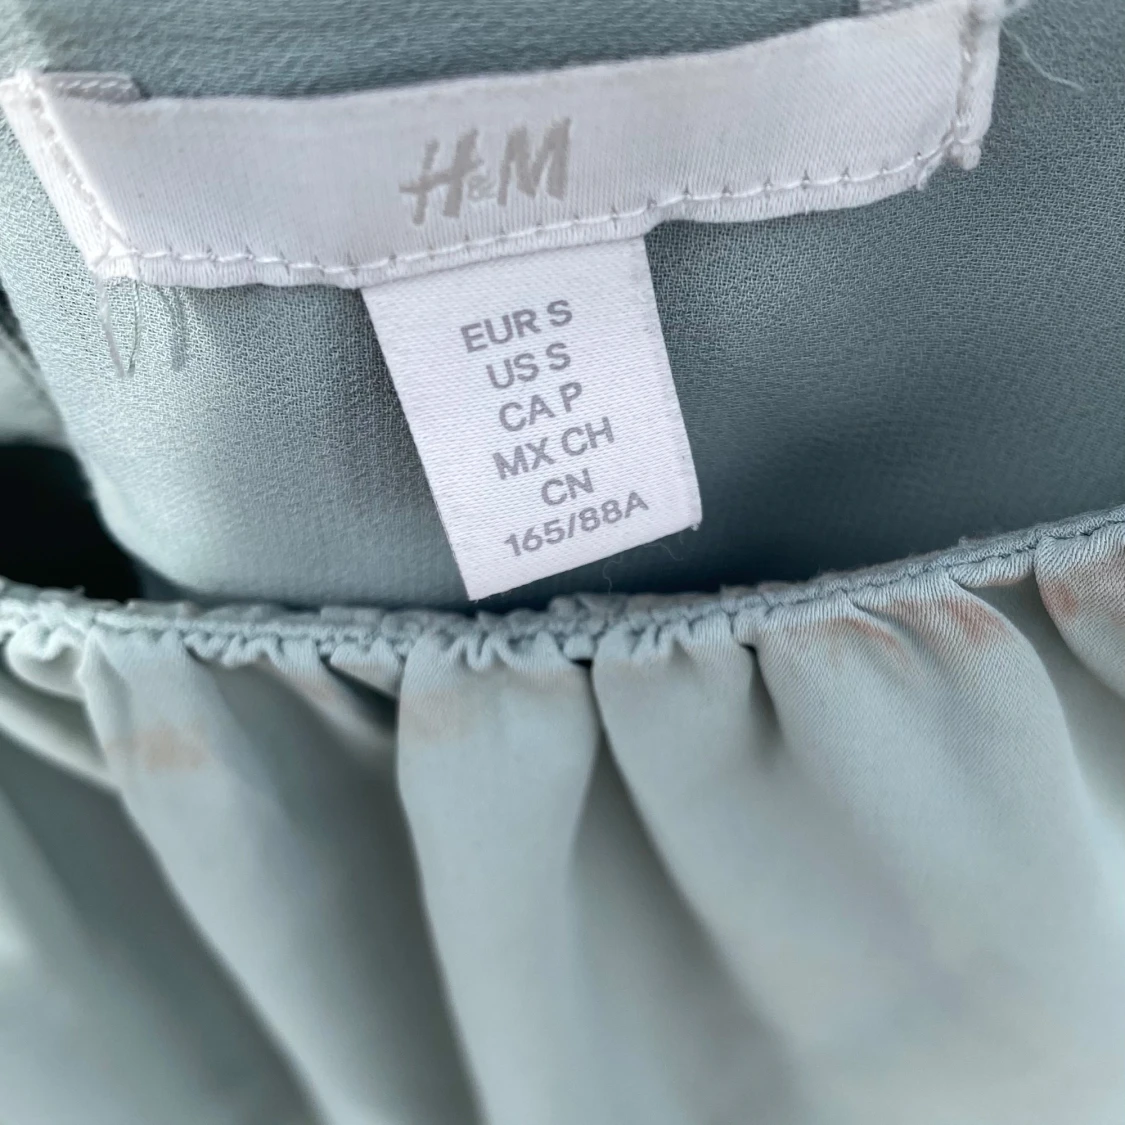 H&M
EUR S
US S
CA P
MX CH
CN
165/88A